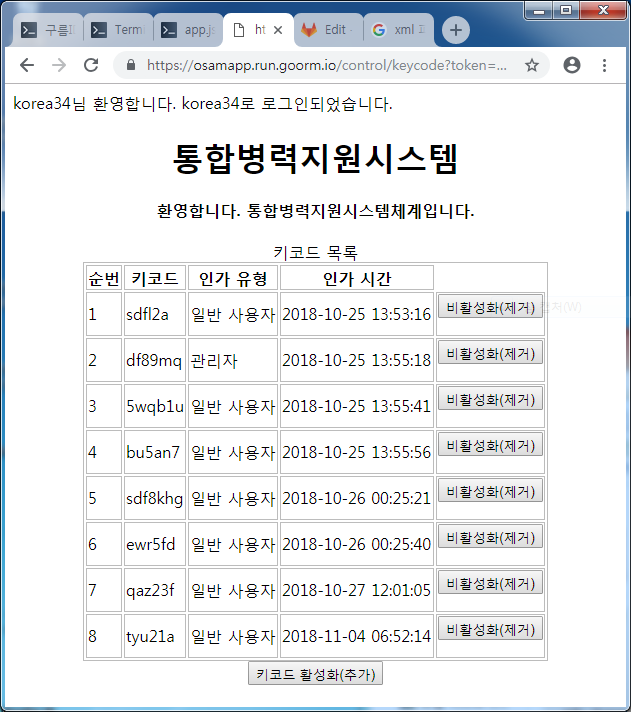 구름I
Termi
app.js
ht
Edit
xml 파
https://osamapp.run.goorm.io/control/keycode?token=...
korea34님 환영합니다. korea34로 로그인되었습니다.
통합병력지원시스템
환영합니다. 통합병력지원시스템체계입니다.
키코드 목록
순번 키코드 인가 유형 인가 시간
1 sdfl2a 일반 사용자 2018-10-25 13:53:16 비활성화(제거)
2 df89mq 관리자 2018-10-25 13:55:18 비활성화(제거)
3 5wqb1u 일반 사용자 2018-10-25 13:55:41 비활성화(제거)
4 bu5an7 일반 사용자 2018-10-25 13:55:56 비활성화(제거)
5 sdf8khg 일반 사용자 2018-10-26 00:25:21 비활성화(제거)
6 ewr5fd 일반 사용자 2018-10-26 00:25:40 비활성화(제거)
7 qaz23f 일반 사용자 2018-10-27 12:01:05 비활성화(제거)
8 tyu21a 일반 사용자 2018-11-04 06:52:14 비활성화(제거)
키코드 활성화(추가)